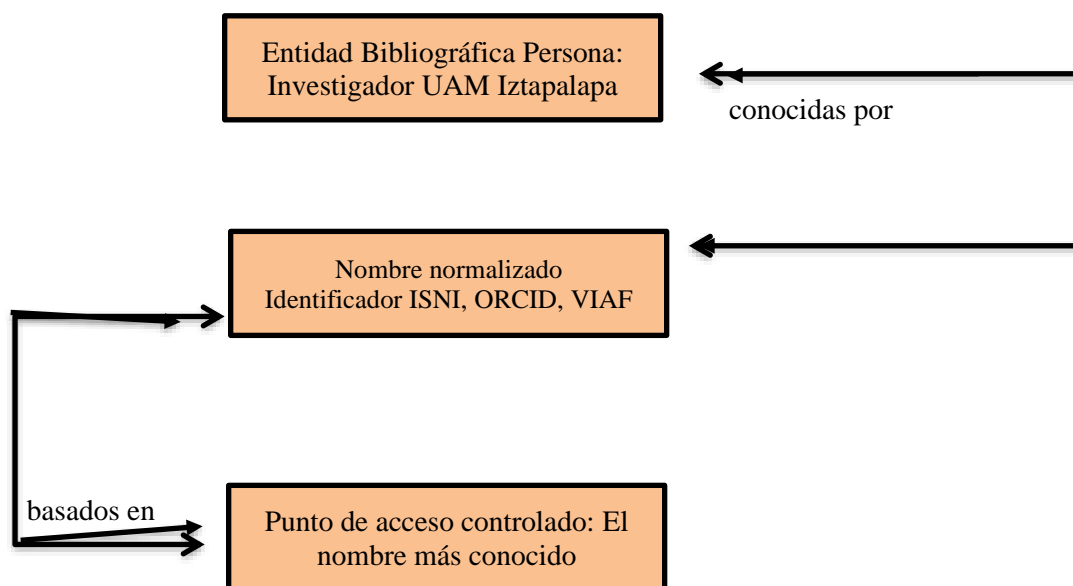 Entidad Bibliográfica Persona:
Investigador UAM Iztapalapa
conocidas por
Nombre normalizado
Identificador ISNI, ORCID, VIAF
basados en
Punto de acceso controlado: El
nombre más conocido